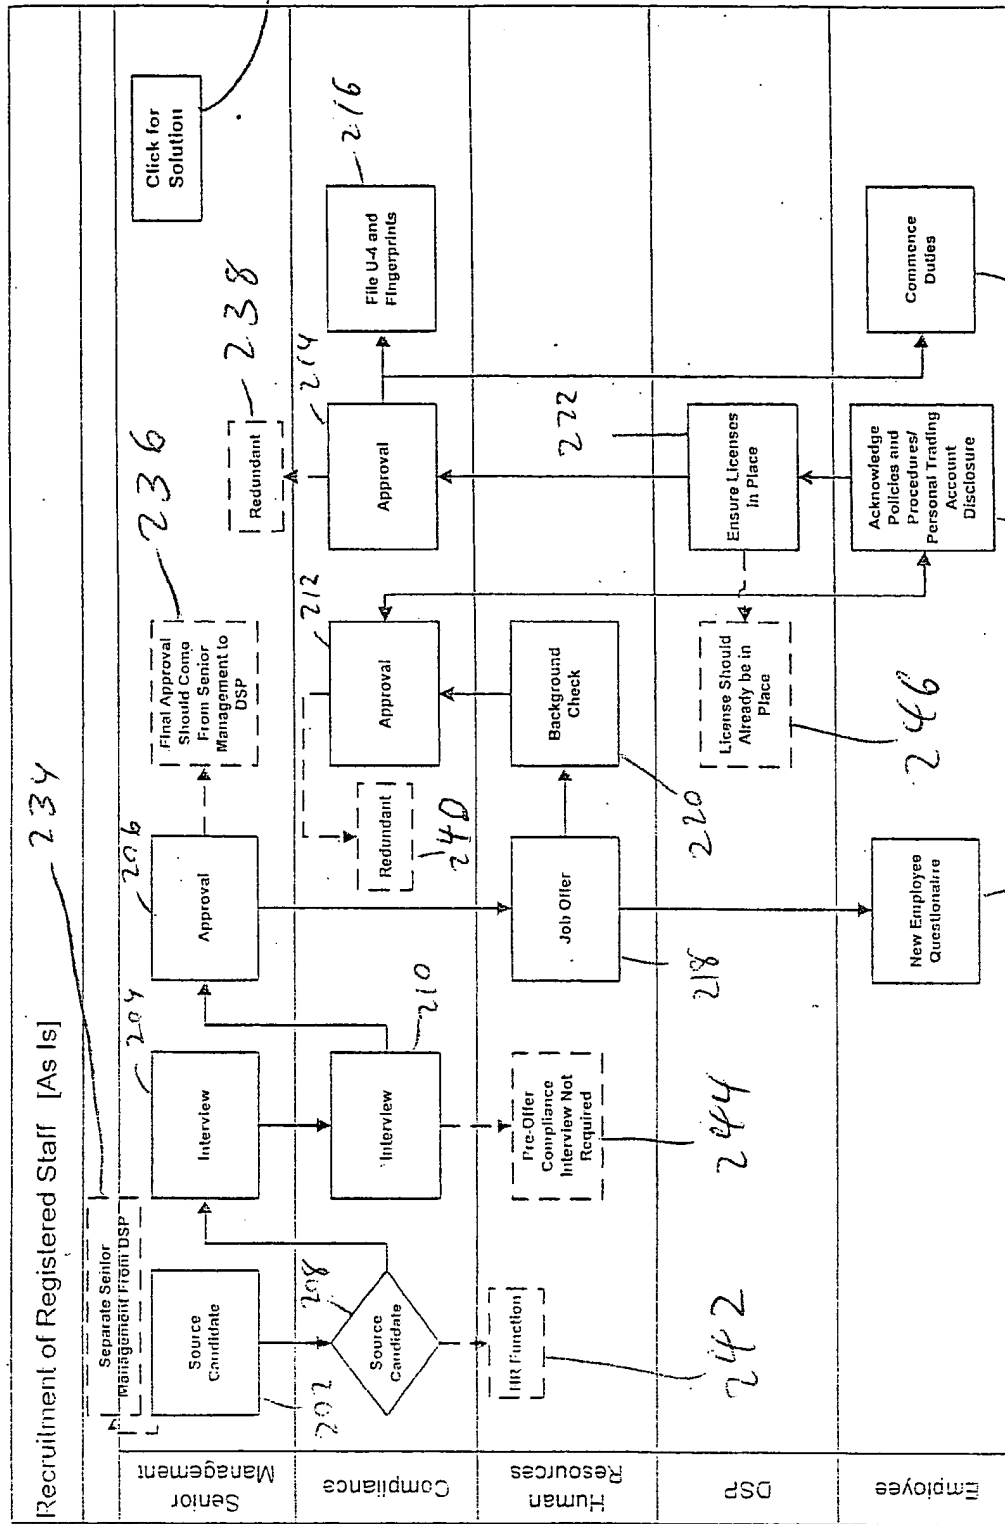 Recruitment of Registered Staff [As Is]
234
Separate Senior
Management From DSP
Senior
Management
Source
Candidate
202
204
Interview
206
Approval
236
Final Approval
Should Come
From Senior
Management to
DSP
238
Redundant
Click for
Solution
Compliance
208
Source
Candidate
210
Interview
212
Approval
Redundant
240
214
Approval
216
File U-4 and
Fingerprints
Human
Resources
HR Function
242
Pre-Offer
Compliance
Interview Not
Required
244
Job Offer
218
Background
Check
220
222
DSP
License Should
Already be in
Place
246
Ensure Licenses
In Place
Employee
New Employee
Questionairre
Acknowledge
Policies and
Procedures/
Personal Trading
Account
Disclosure
Commence
Duties